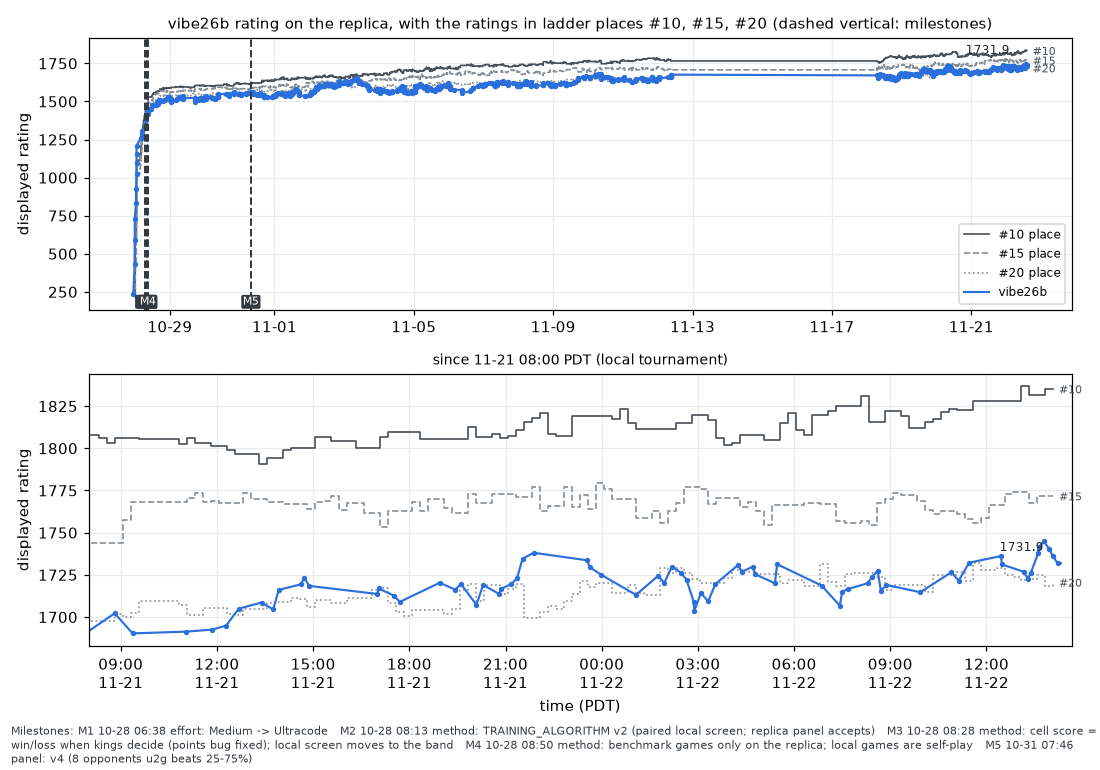 vibe26b rating on the replica, with the ratings in ladder places #10, #15, #20 (dashed vertical: milestones)
displayed rating
1750
1500
1250
1000
750
500
250
1731.9
#10
#15
#20
M4
M5
#10 place
#15 place
#20 place
vibe26b
10-29
11-01
11-05
11-09
11-13
11-17
11-21
since 11-21 08:00 PDT (local tournament)
displayed rating
1825
1800
1775
1750
1725
1700
#10
#15
1731.9
#20
09:00 12:00 15:00 18:00 21:00 00:00 03:00 06:00 09:00 12:00
11-21 11-21 11-21 11-21 11-21 11-22 11-22 11-22 11-22 11-22
time (PDT)
Milestones: M1 10-28 06:38 effort: Medium -> Ultracode M2 10-28 08:13 method: TRAINING_ALGORITHM v2 (paired local screen; replica panel accepts) M3 10-28 08:28 method: cell score =
win/loss when kings decide (points bug fixed); local screen moves to the band M4 10-28 08:50 method: benchmark games only on the replica; local games are self-play M5 10-31 07:46
panel: v4 (8 opponents u2g beats 25-75%)